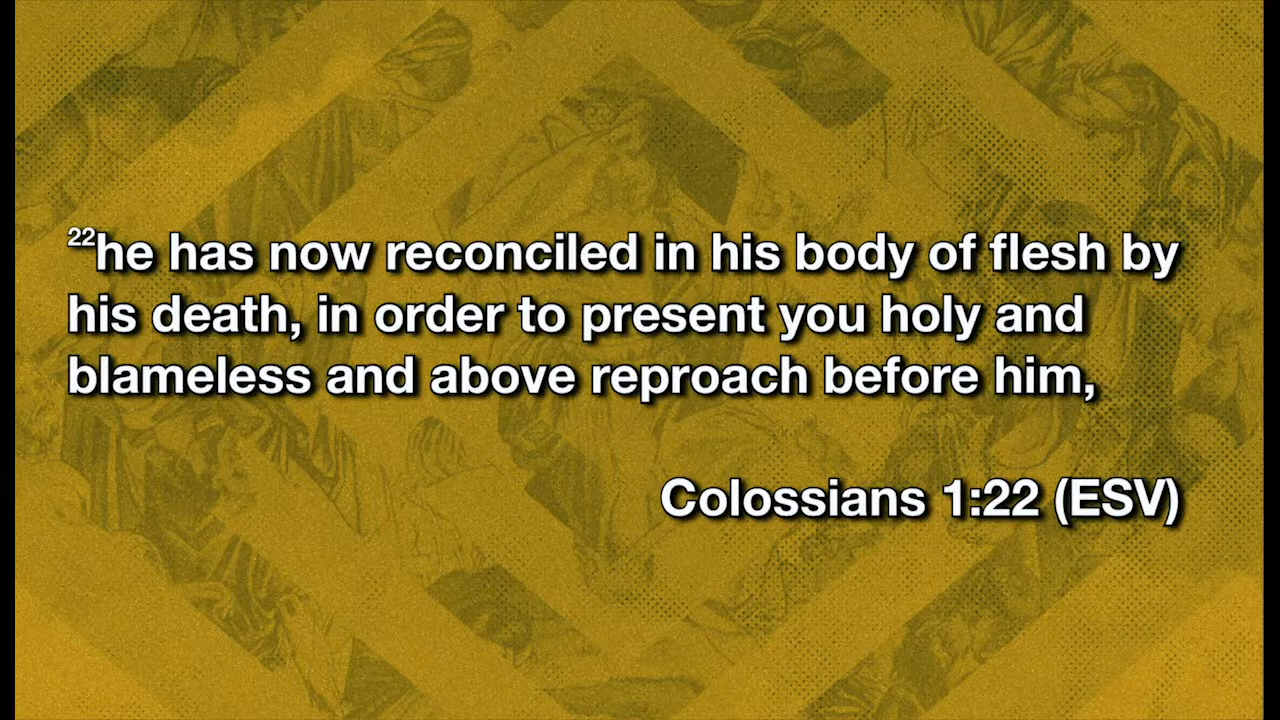 22he has now reconciled in his body of flesh by
his death, in order to present you holy and
blameless and above reproach before him,
Colossians 1:22 (ESV)